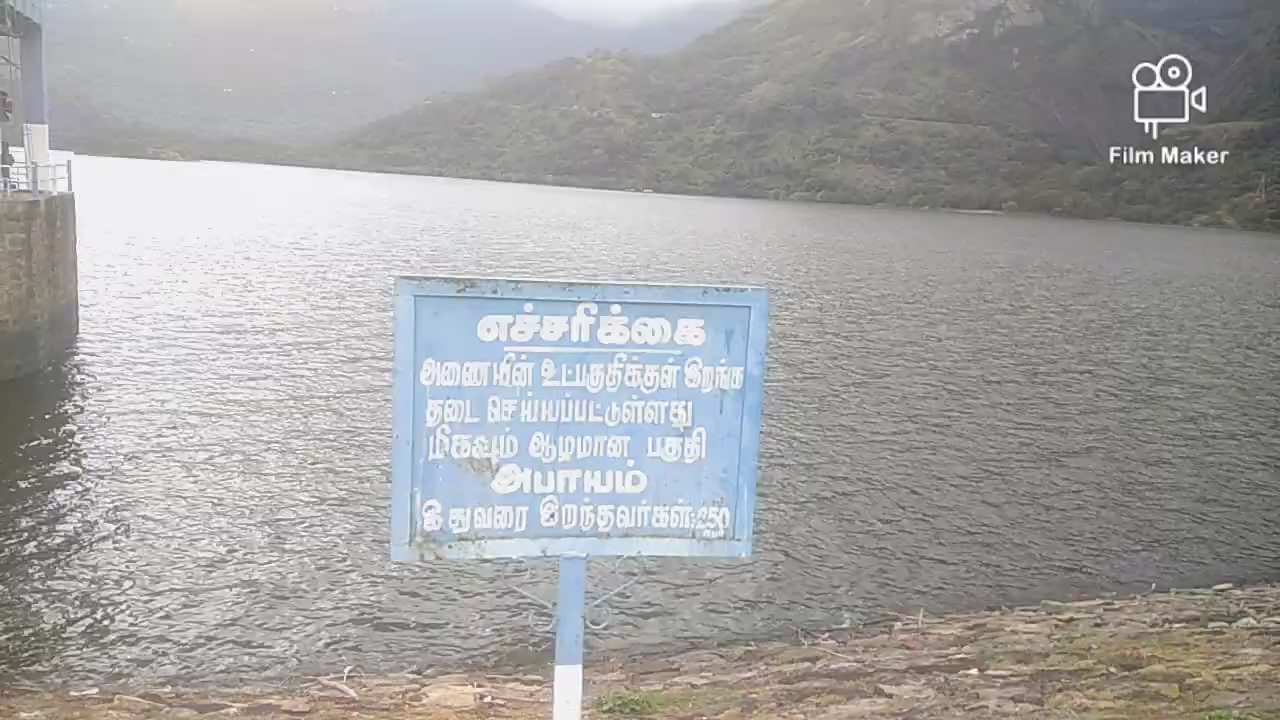 Film Maker
எச்சரிக்கை
அணையின் உட்பகுதிக்குள் இறங்க
தடை செய்யப்பட்டுள்ளது
மிகவும் ஆழமான பகுதி
அபாயம்
இதுவரை இறந்தவர்கள்:250